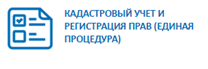 КАДАСТРОВЫЙ УЧЕТ И
РЕГИСТРАЦИЯ ПРАВ (ЕДИНАЯ
ПРОЦЕДУРА)